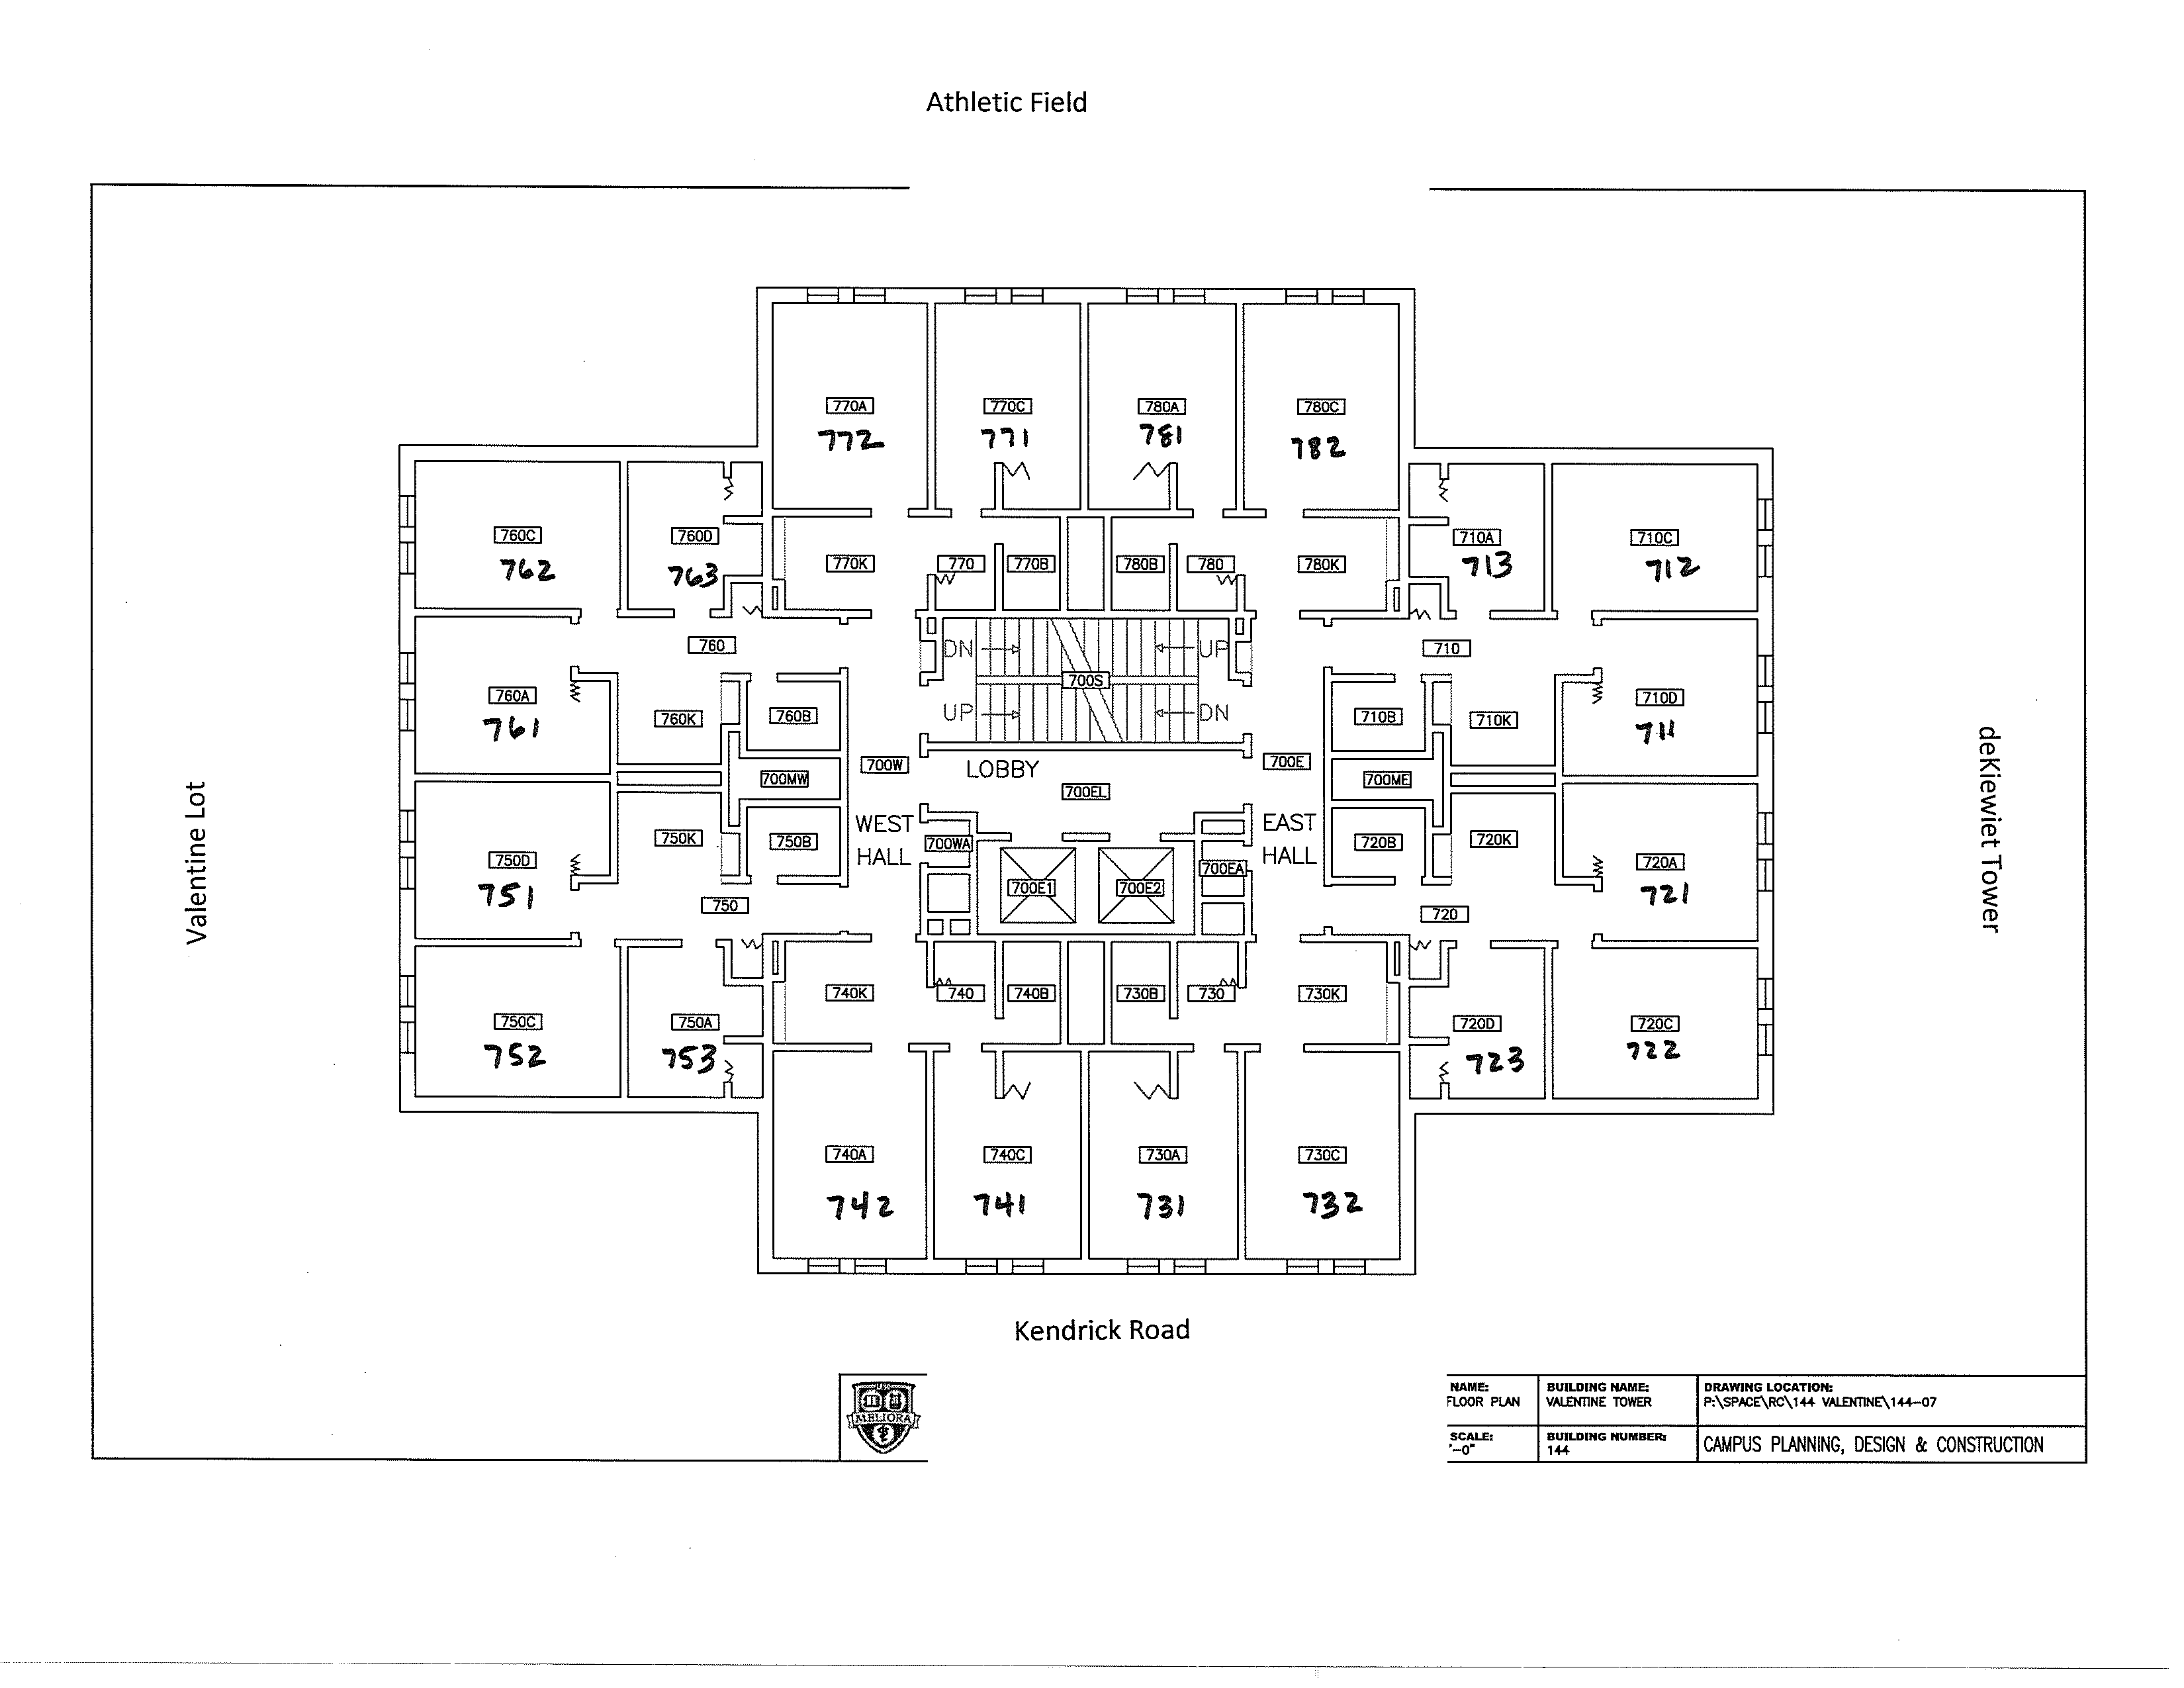 Athletic Field
770A
770C
780A
780C
772
771
781
782
760C
760D
710A
710C
762
763
713
712
770K
770
770B
780B
780
780K
760
DN
UP
710
700S
760A
710D
761
711
760K
760B
UP
DN
710B
710K
700W
LOBBY
700E
700MW
700EL
700ME
Valentine Lot
deKiewiet Tower
WEST
HALL
EAST
HALL
750K
750B
700WA
720B
720K
750D
700E1
700E2
700EA
720A
751
721
750
720
740K
740
740B
730B
730
730K
750C
750A
720D
720C
752
753
723
722
740A
740C
730A
730C
742
741
731
732
Kendrick Road
MELIORA
NAME:
FLOOR PLAN
BUILDING NAME:
VALENTINE TOWER
DRAWING LOCATION:
P:\SPACE\RC\144 VALENTINE\144-07
SCALE:
'-0"
BUILDING NUMBER:
144
CAMPUS PLANNING, DESIGN & CONSTRUCTION